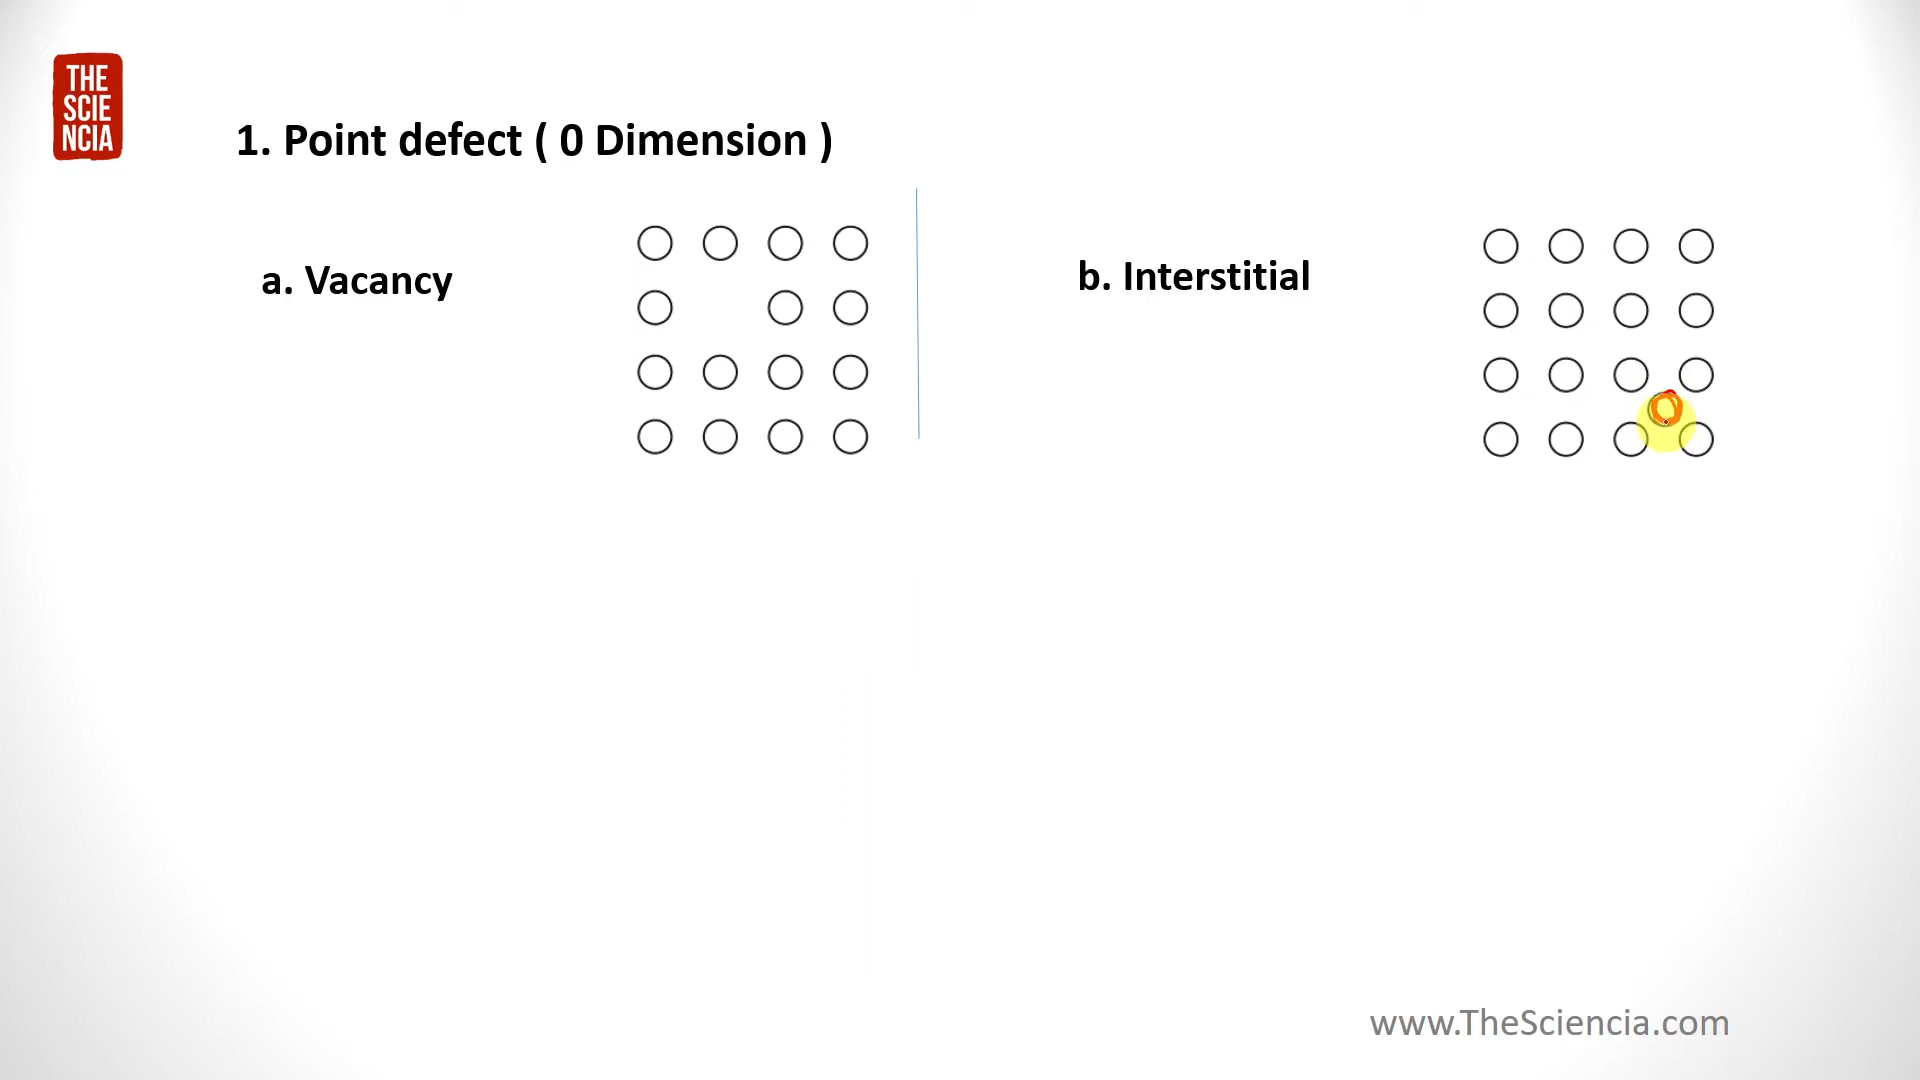 THE
SCIE
NCIA
1. Point defect ( 0 Dimension )
a. Vacancy
b. Interstitial
www.TheSciencia.com